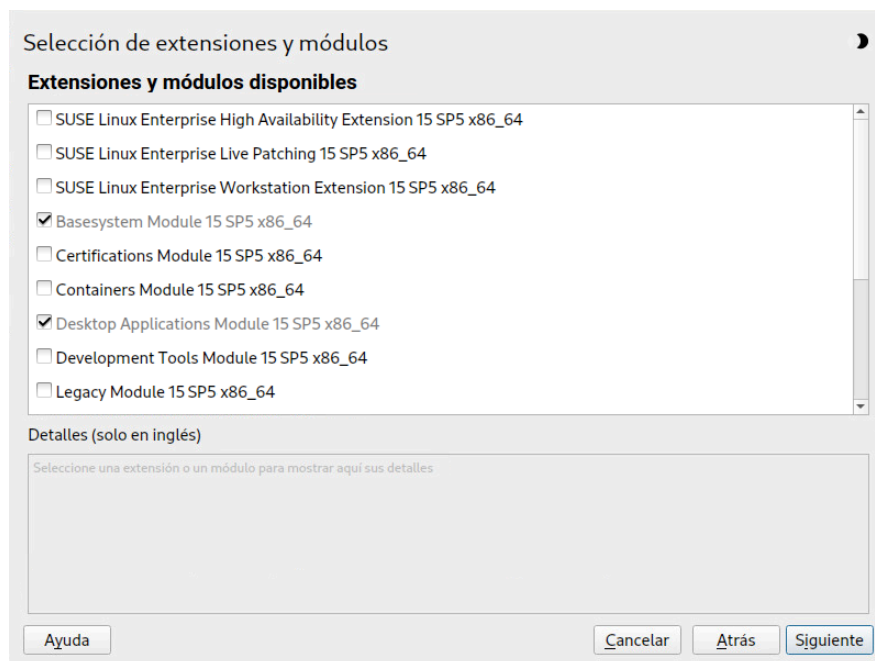 Selección de extensiones y módulos
Extensiones y módulos disponibles
SUSE Linux Enterprise High Availability Extension 15 SP5 x86_64
SUSE Linux Enterprise Live Patching 15 SP5 x86_64
SUSE Linux Enterprise Workstation Extension 15 SP5 x86_64
Basesystem Module 15 SP5 x86_64
Certifications Module 15 SP5 x86_64
Containers Module 15 SP5 x86_64
Desktop Applications Module 15 SP5 x86_64
Development Tools Module 15 SP5 x86_64
Legacy Module 15 SP5 x86_64
Detalles (solo en inglés)
Seleccione una extensión o un módulo para mostrar aquí sus detalles
Ayuda Cancelar Atrás Siguiente